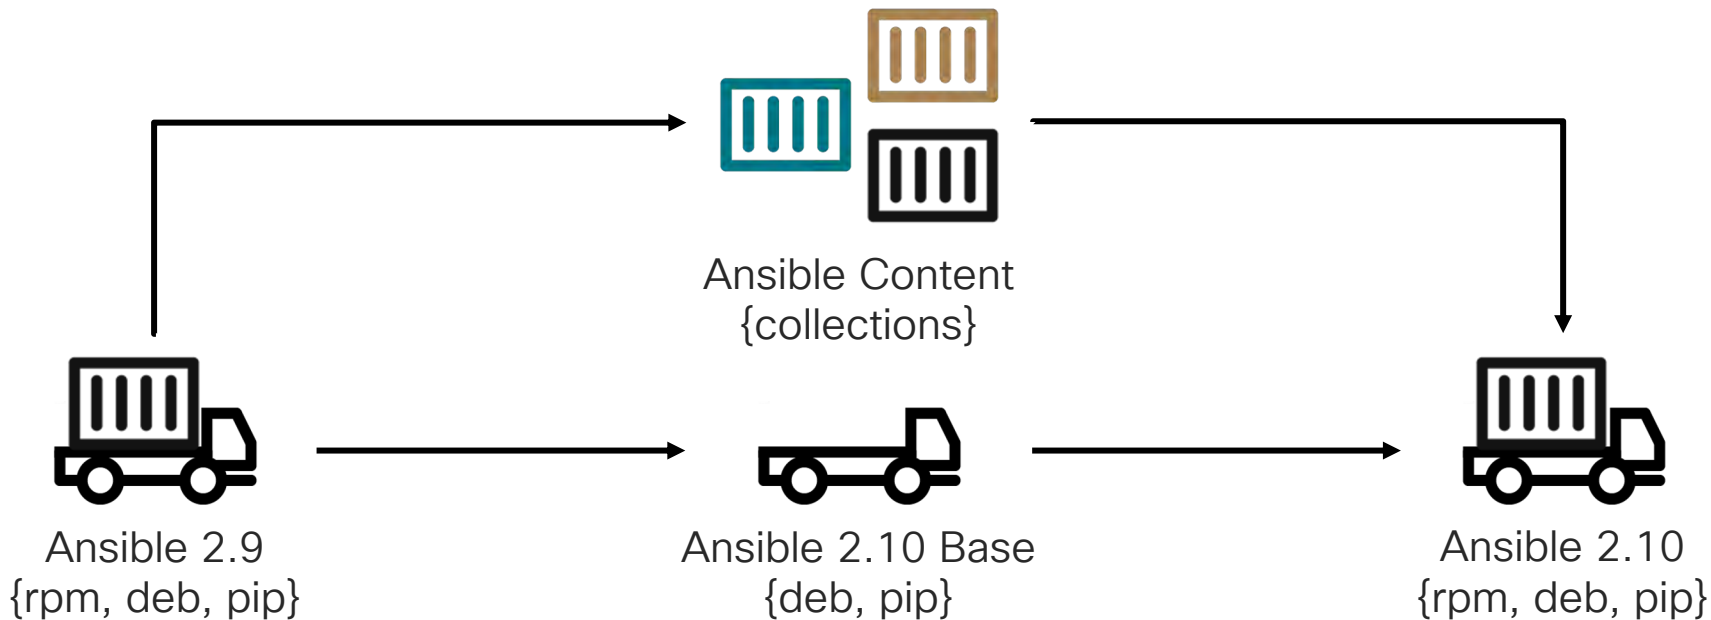 Ansible Content
{collections}
Ansible 2.9
{rpm, deb, pip}
Ansible 2.10 Base
{deb, pip}
Ansible 2.10
{rpm, deb, pip}